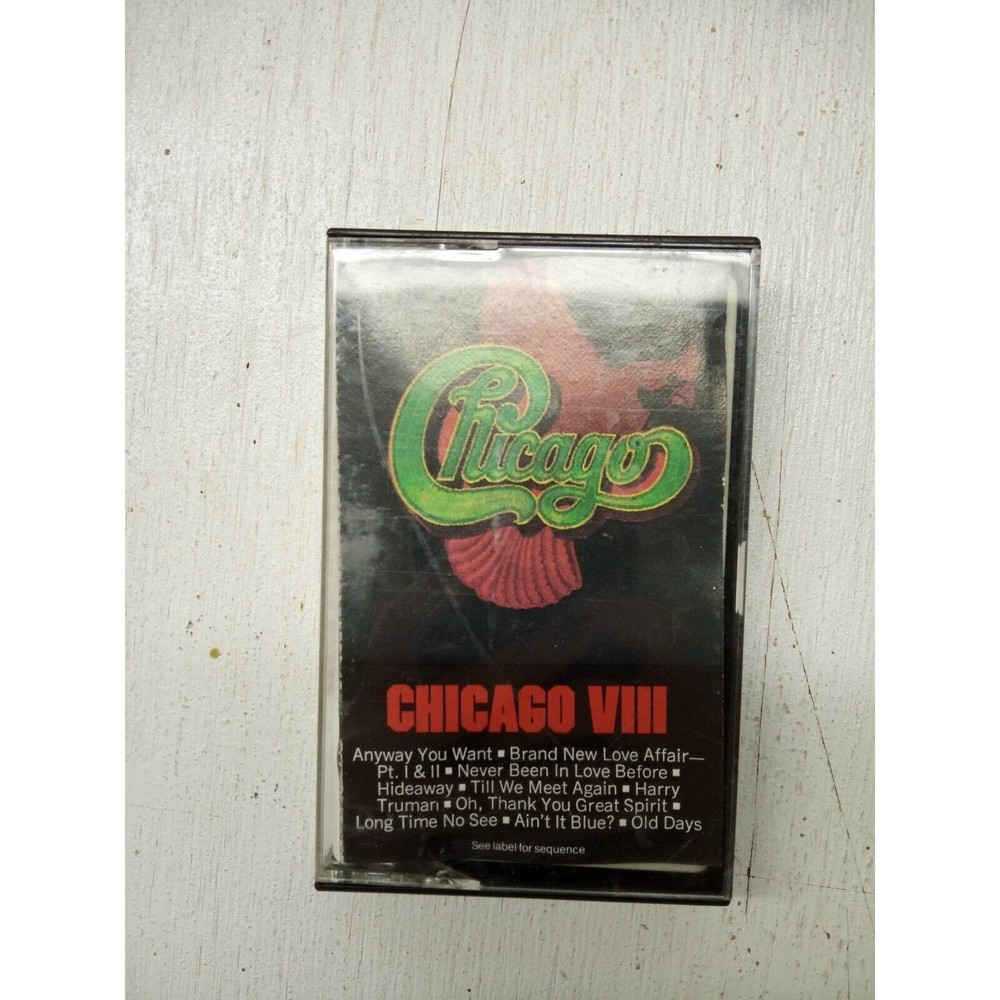 Chicago
CHICAGO VIII
Anyway You Want ▪ Brand New Love Affair—
Pt. I & II ▪ Never Been In Love Before ▪
Hideaway ▪ Till We Meet Again ▪ Harry
Truman ▪ Oh, Thank You Great Spirit ▪
Long Time No See ▪ Ain't It Blue? ▪ Old Days
See label for sequence